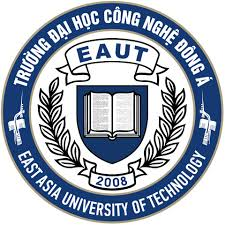 TRƯỜNG ĐẠI HỌC CÔNG NGHỆ ĐÔNG Á
EAUT
2008
EAST ASIA UNIVERSITY OF TECHNOLOGY